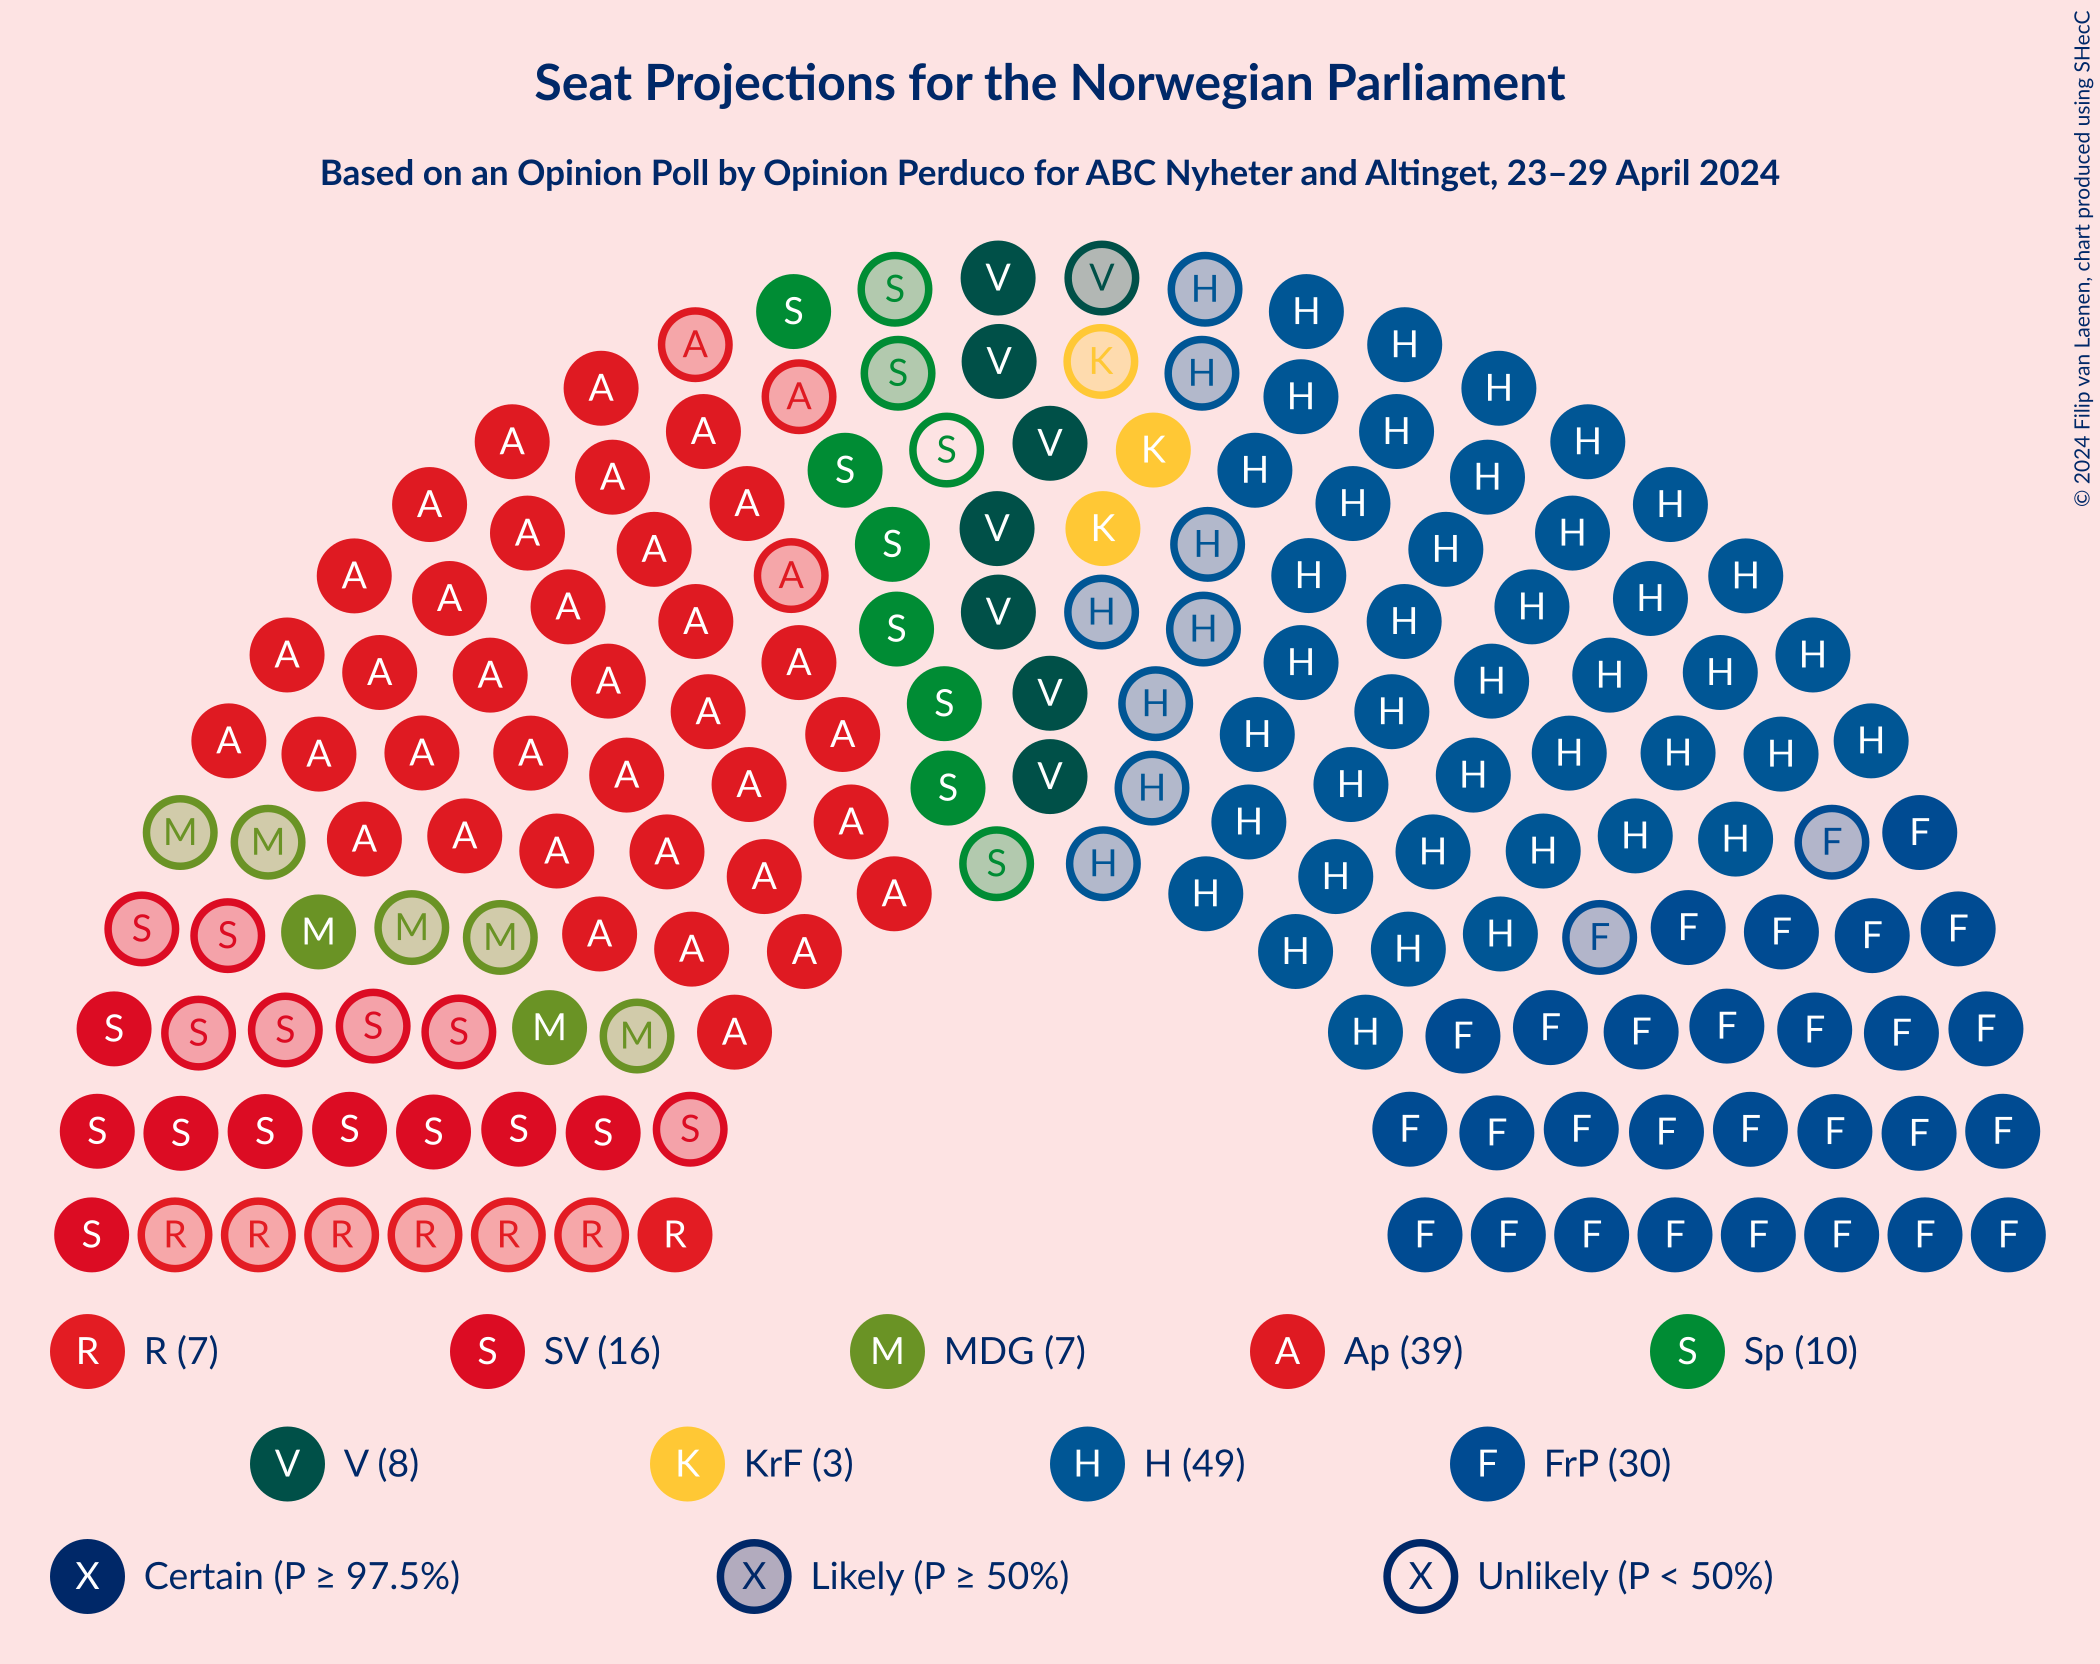 Seat Projections for the Norwegian Parliament
Based on an Opinion Poll by Opinion Perduco for ABC Nyheter and Altinget, 23–29 April 2024
© 2024 Filip van Laenen, chart produced using SHecC
S S V V H H H
A A S V K H H H H H
A A A S S V K H H H H
A A A A S V K H H H H H
A A A A A S V H H H H H H H
A A A A A A S V H H H H H H H
A A A A A A A S V H H H H H H H H
M M A A A A A A A S H H H H H H H F F
S S M M M A A A H H H F F F F F
S S S S S M M A H F F F F F F F
S S S S S S S S F F F F F F F F
S R R R R R R R F F F F F F F F
R R (7) S SV (16) M MDG (7) A Ap (39) S Sp (10)
V V (8) K KrF (3) H H (49) F FrP (30)
X Certain (P ≥ 97.5%) X Likely (P ≥ 50%) X Unlikely (P < 50%)